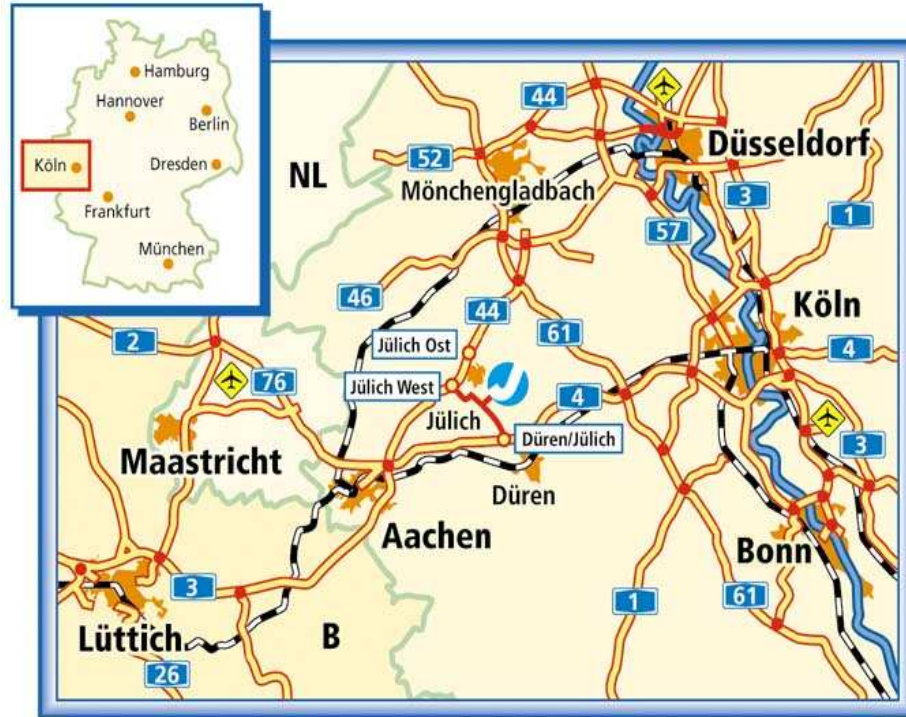 Hamburg
Hannover
Berlin
Köln
Dresden
Frankfurt
München
44
NL
52
Düsseldorf
Mönchengladbach
3
1
57
46
44
Köln
2
61
Jülich Ost
4
76
Jülich West
4
Jülich
Düren/Jülich
3
Maastricht
Düren
Aachen
Bonn
3
1
61
Lüttich
B
26